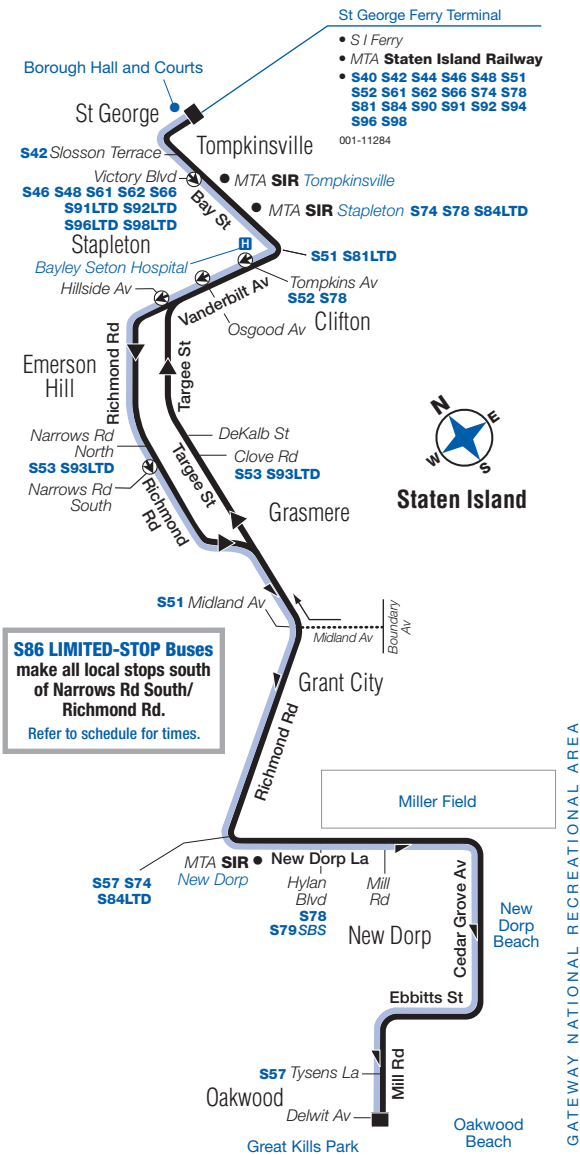 St George Ferry Terminal
• S I Ferry
• MTA Staten Island Railway
• S40 S42 S44 S46 S48 S51
S52 S61 S62 S66 S74 S78
S81 S84 S90 S91 S92 S94
S96 S98
001-11284
Borough Hall and Courts
St George
Tompkinsville
S42 Slosson Terrace
Victory Blvd
S46 S48 S61 S62 S66
S91LTD S92LTD
S96LTD S98LTD
MTA SIR Tompkinsville
Bay St
MTA SIR Stapleton S74 S78 S84LTD
Stapleton
H
Bayley Seton Hospital
S51 S81LTD
Hillside Av
Tompkins Av
S52 S78
Vanderbilt Av
Osgood Av
Clifton
Richmond Rd
Targee St
Emerson
Hill
N
E
W
S
Staten Island
Narrows Rd
North
S53 S93LTD
Narrows Rd
South
DeKalb St
Clove Rd
S53 S93LTD
Targee St
Richmond
Rd
Grasmere
S51 Midland Av
Midland Av
Boundary
Av
S86 LIMITED-STOP Buses
make all local stops south
of Narrows Rd South/
Richmond Rd.
Refer to schedule for times.
Grant City
Richmond Rd
Miller Field
GATEWAY NATIONAL RECREATIONAL AREA
S57 S74
S84LTD
MTA SIR
New Dorp
New Dorp La
Hylan
Blvd
S78
S79SBS
Mill
Rd
New Dorp
Cedar Grove Av
New
Dorp
Beach
Ebbitts St
S57 Tysens La
Mill Rd
Oakwood
Delwit Av
Oakwood
Beach
Great Kills Park